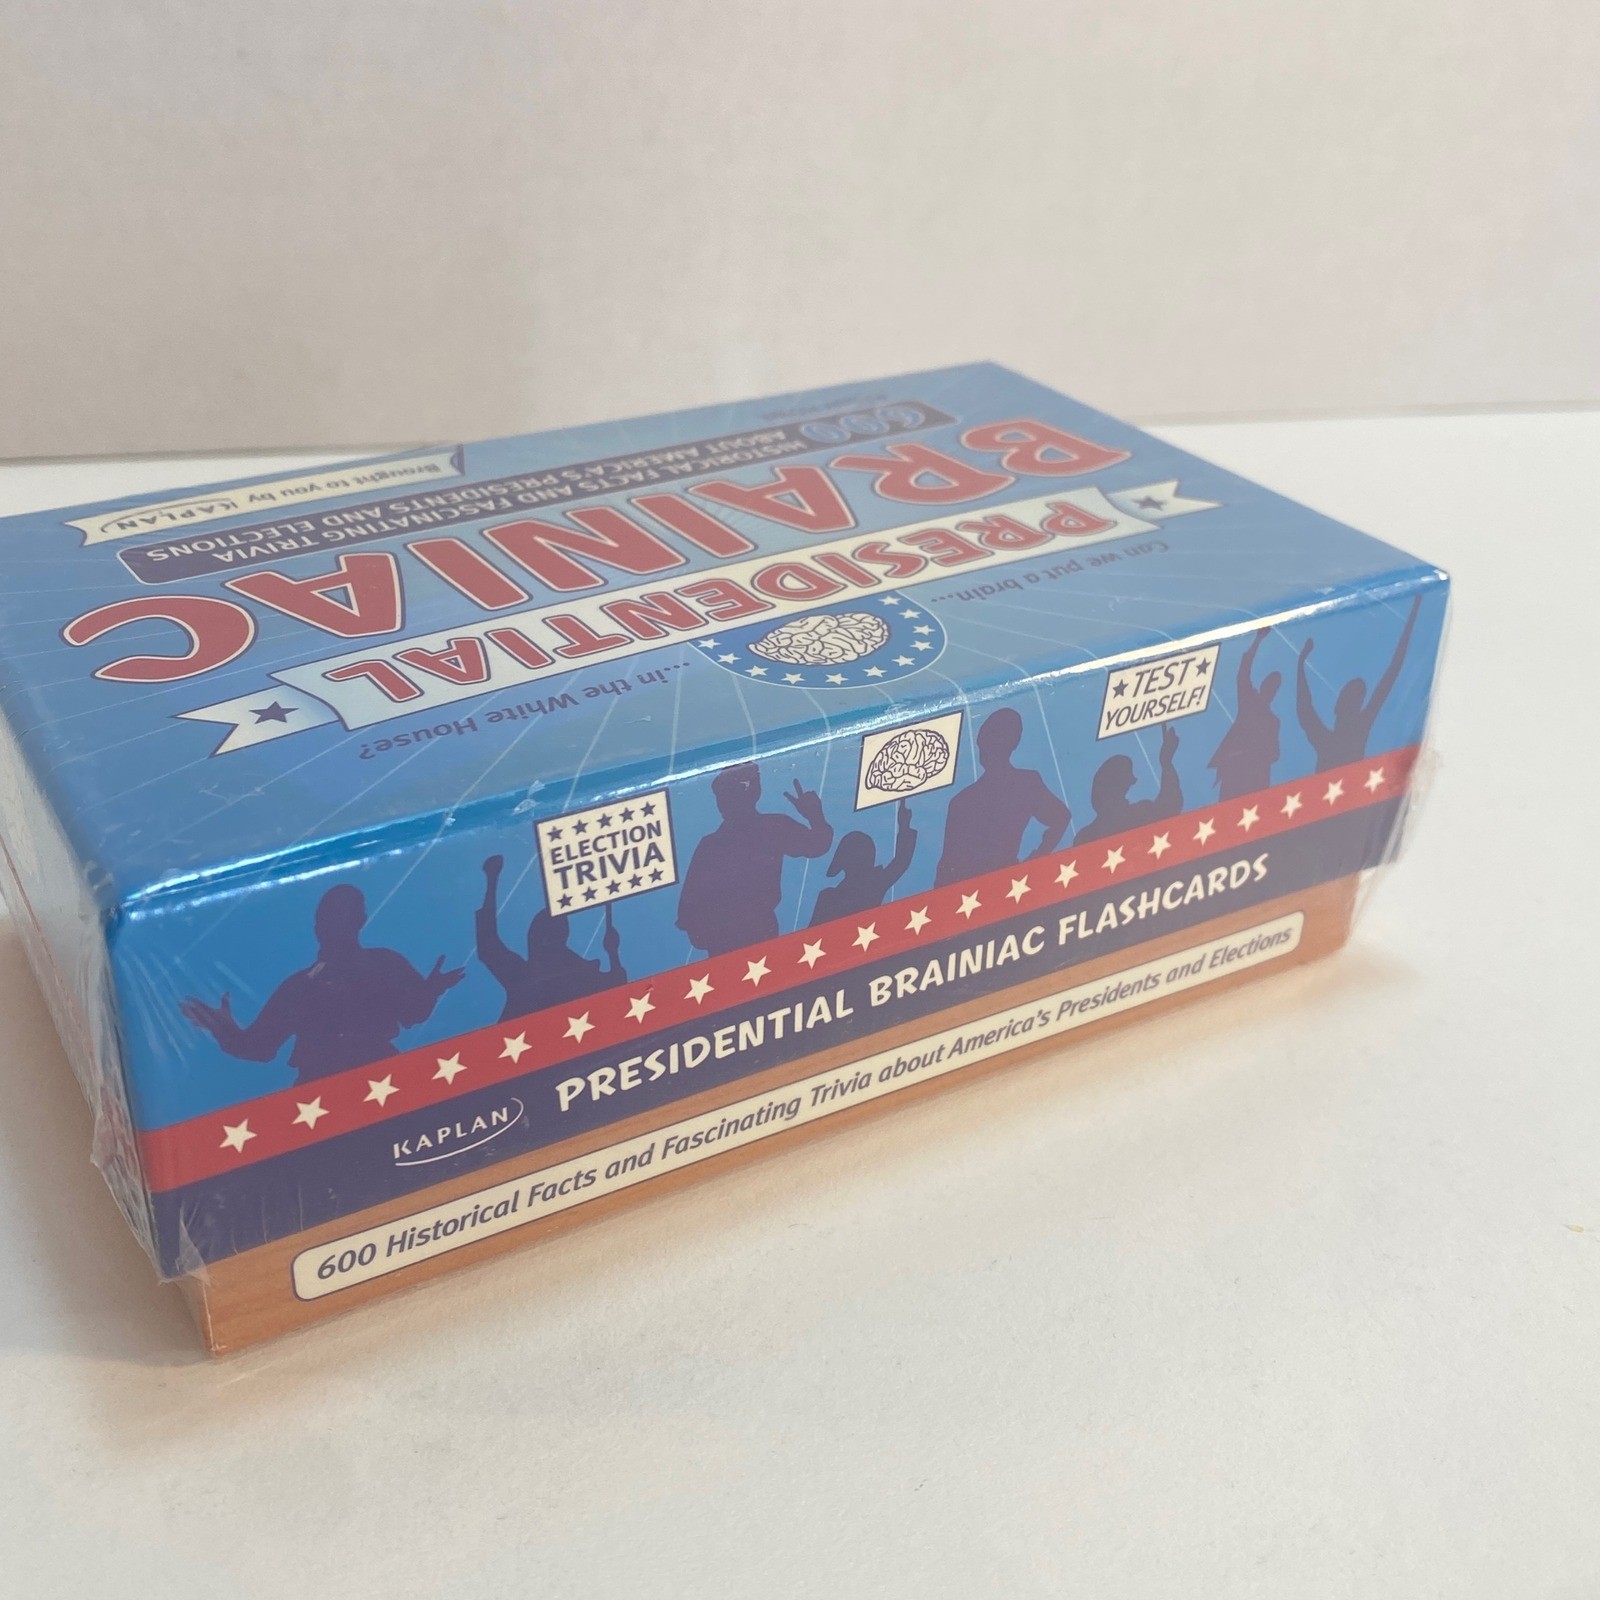 Can we put a brain...
...in the White House?
PRESIDENTIAL
BRAINIAC
600
HISTORICAL FACTS AND FASCINATING TRIVIA
ABOUT AMERICA'S PRESIDENTS AND ELECTIONS
Brought to you by KAPLAN
ELECTION
TRIVIA
TEST
YOURSELF!
KAPLAN PRESIDENTIAL BRAINIAC FLASHCARDS
600 Historical Facts and Fascinating Trivia about America's Presidents and Elections